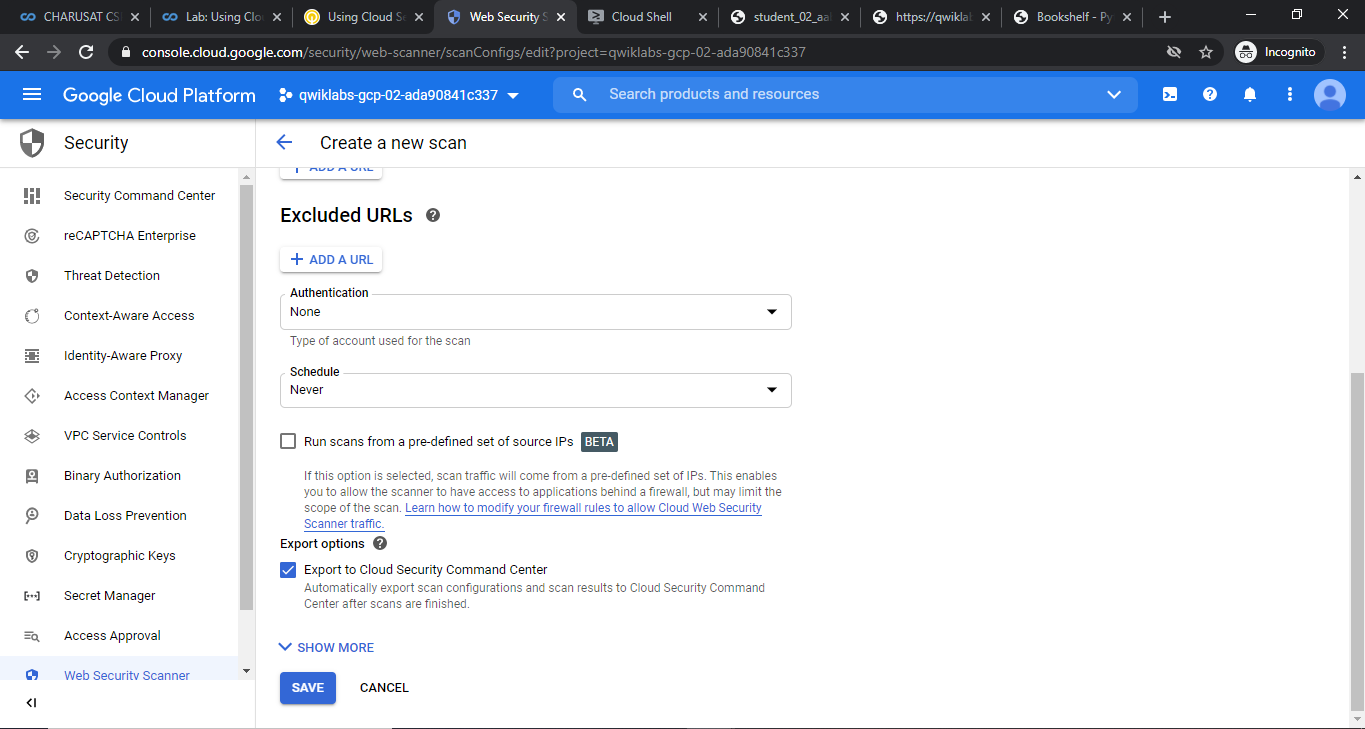 CHARUSAT CS
Lab: Using Clo
Using Cloud Se
Web Security S
Cloud Shell
student_02_aa
https://qwikla
Bookshelf - Py
console.cloud.google.com/security/web-scanner/scanConfigs/edit?project=qwiklabs-gcp-02-ada90841c337
Incognito
Google Cloud Platform
qwiklabs-gcp-02-ada90841c337
Search products and resources
Security
Create a new scan
Security Command Center
reCAPTCHA Enterprise
Threat Detection
Context-Aware Access
Identity-Aware Proxy
Access Context Manager
VPC Service Controls
Binary Authorization
Data Loss Prevention
Cryptographic Keys
Secret Manager
Access Approval
Web Security Scanner
ADD A URL
Excluded URLs
ADD A URL
Authentication
None
Type of account used for the scan
Schedule
Never
Run scans from a pre-defined set of source IPs BETA
If this option is selected, scan traffic will come from a pre-defined set of IPs. This enables
you to allow the scanner to have access to applications behind a firewall, but may limit the
scope of the scan. Learn how to modify your firewall rules to allow Cloud Web Security
Scanner traffic.
Export options
Export to Cloud Security Command Center
Automatically export scan configurations and scan results to Cloud Security Command
Center after scans are finished.
SHOW MORE
SAVE
CANCEL